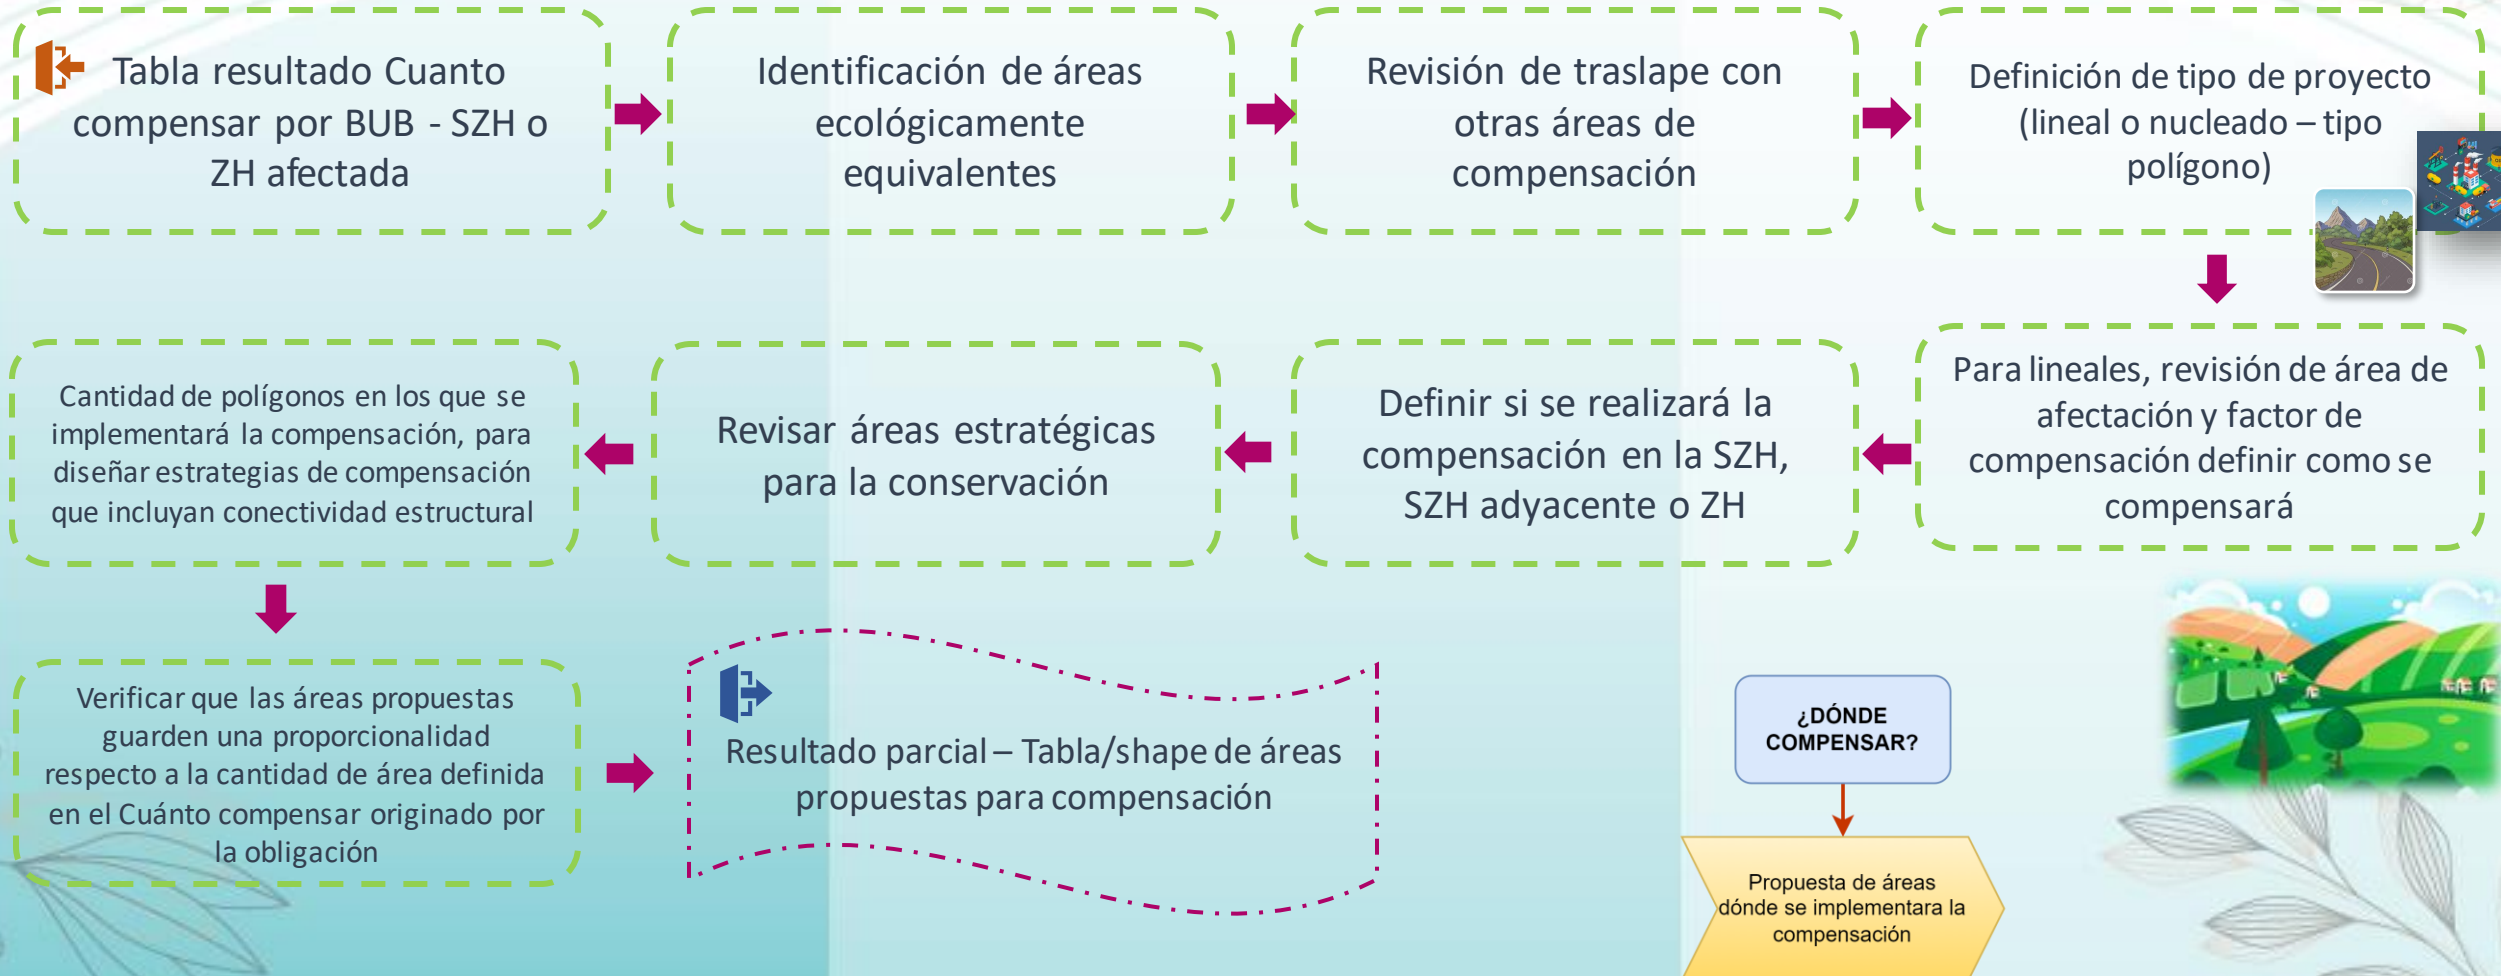 Tabla resultado Cuanto
compensar por BUB - SZH o
ZH afectada
Identificación de áreas
ecológicamente
equivalentes
Revisión de traslape con
otras áreas de
compensación
Definición de tipo de proyecto
(lineal o nucleado – tipo
polígono)
Para lineales, revisión de área de
afectación y factor de
compensación definir como se
compensará
Definir si se realizará la
compensación en la SZH,
SZH adyacente o ZH
Revisar áreas estratégicas
para la conservación
Cantidad de polígonos en los que se
implementará la compensación, para
diseñar estrategias de compensación
que incluyan conectividad estructural
Verificar que las áreas propuestas
guarden una proporcionalidad
respecto a la cantidad de área definida
en el Cuánto compensar originado por
la obligación
Resultado parcial – Tabla/shape de áreas
propuestas para compensación
¿DÓNDE
COMPENSAR?
Propuesta de áreas
dónde se implementara la
compensación